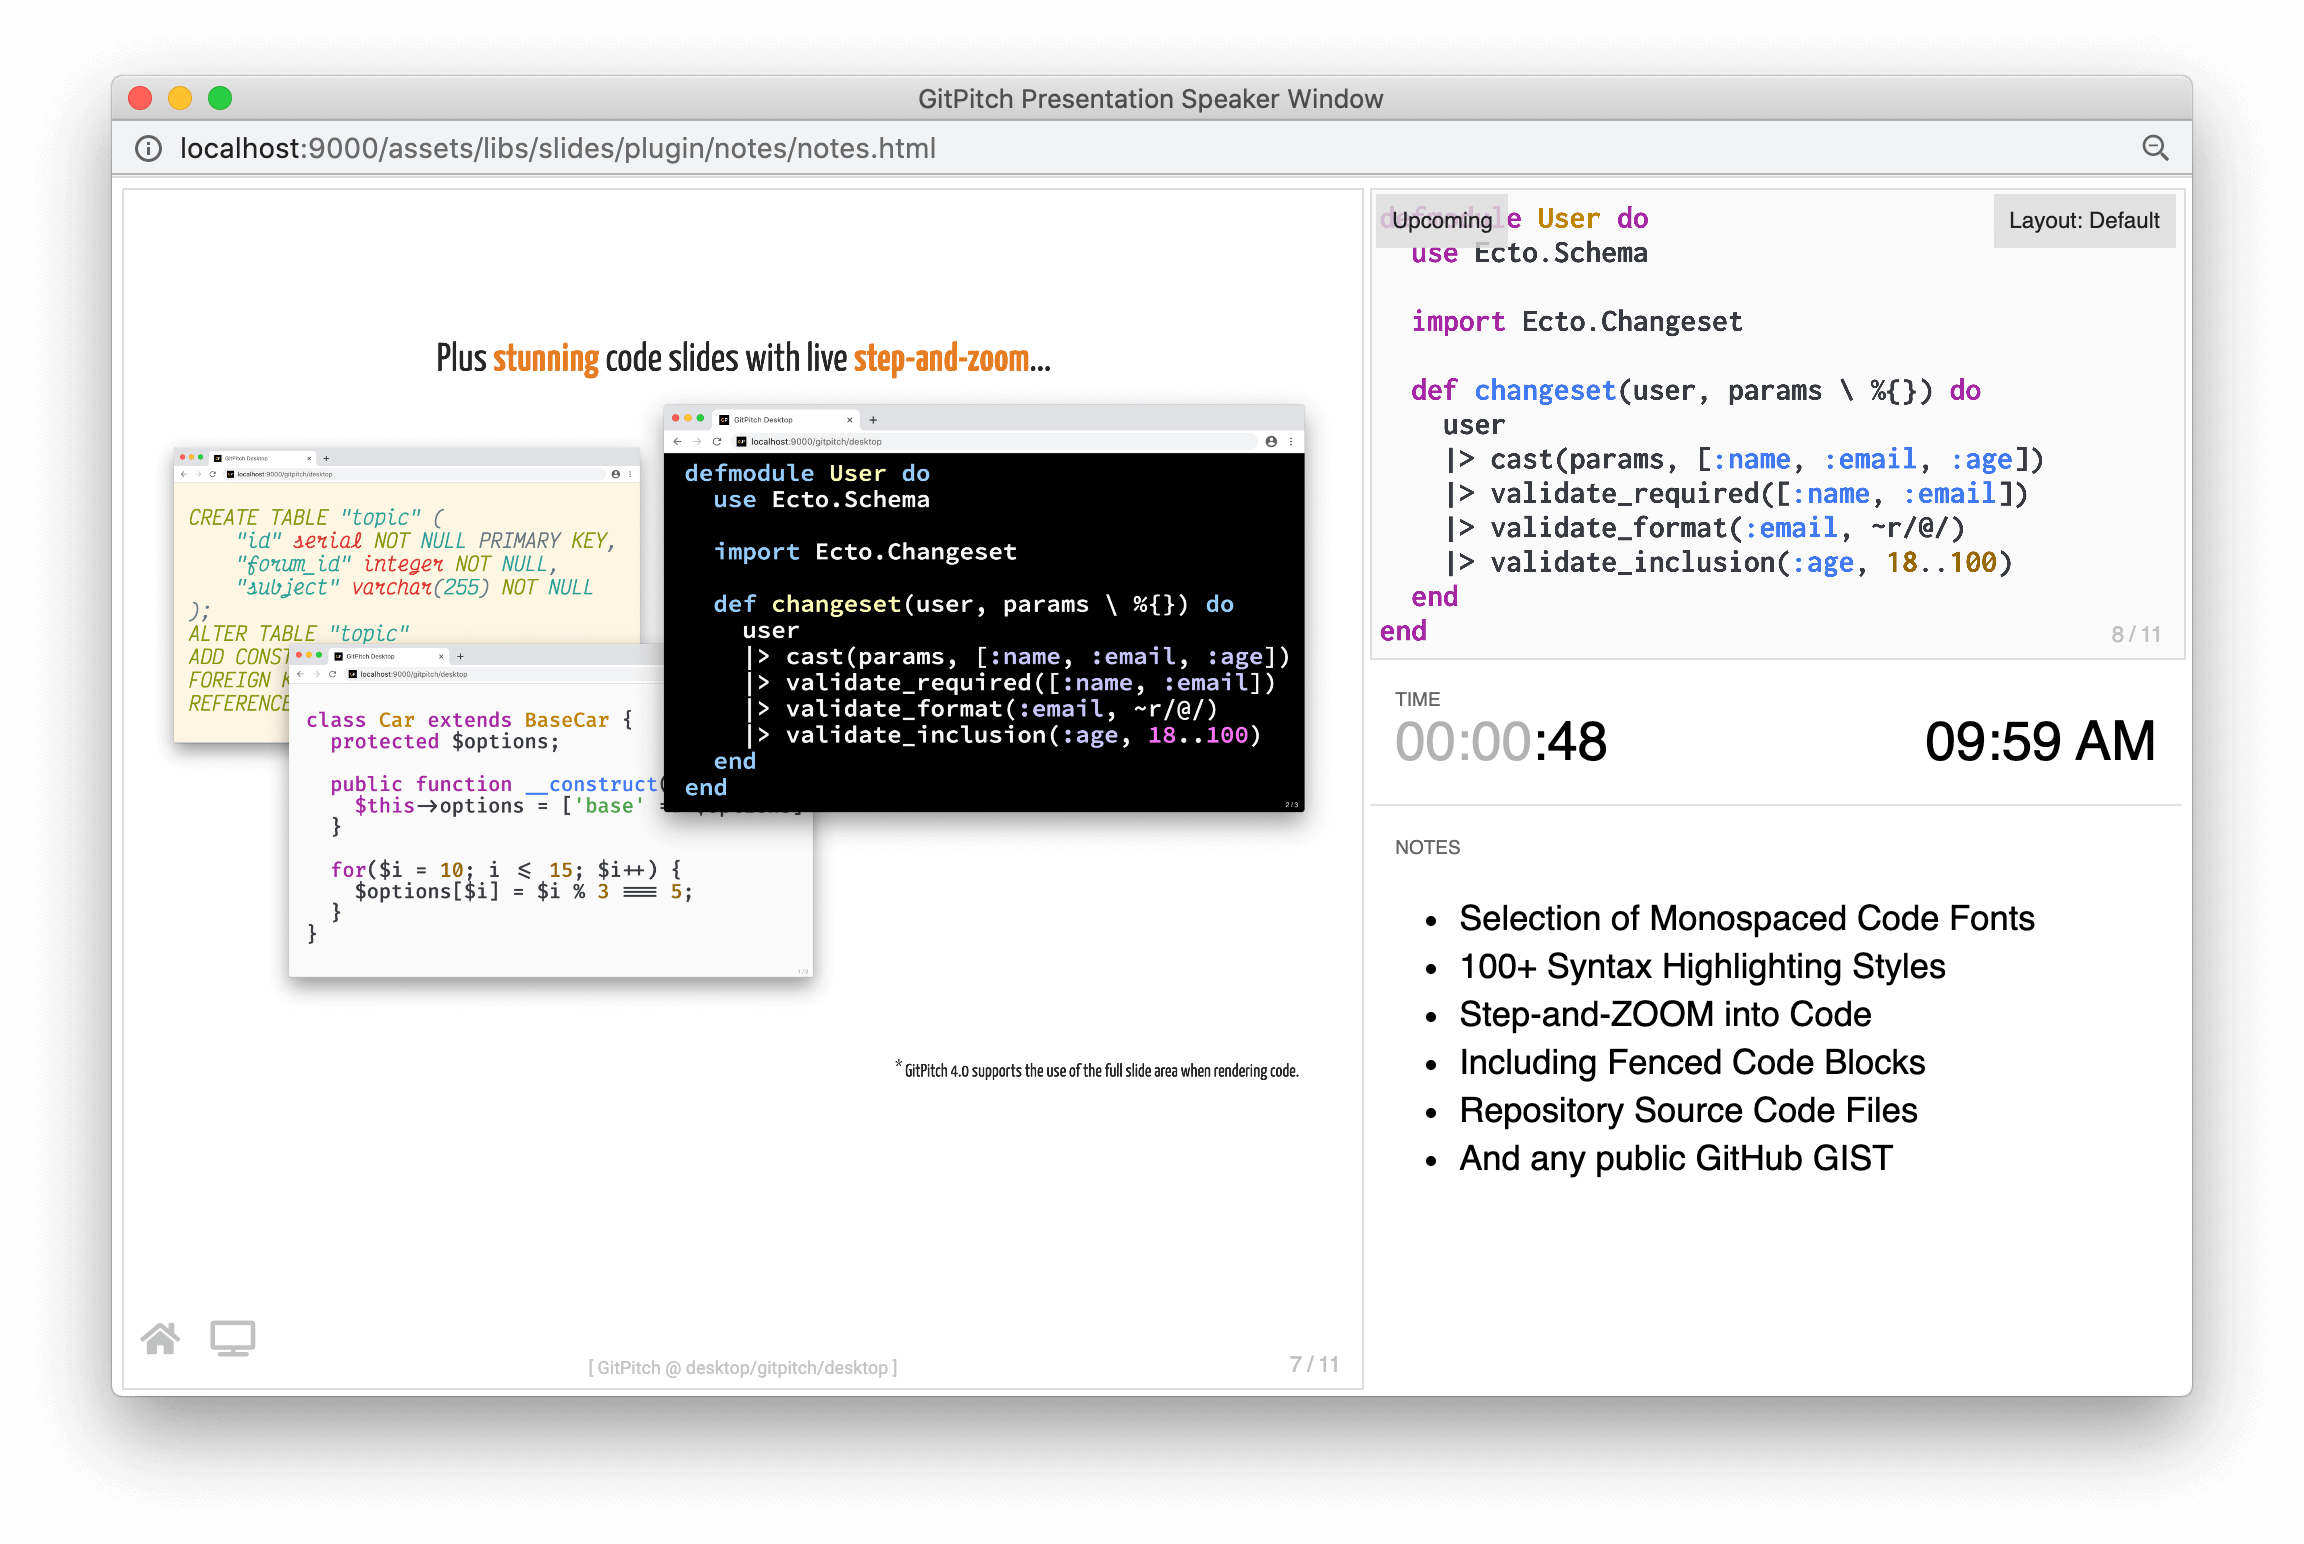 GitPitch Presentation Speaker Window
localhost:9000/assets/libs/slides/plugin/notes/notes.html
Plus stunning code slides with live step-and-zoom...
GitPitch Desktop
localhost:9000/gitpitch/desktop
CREATE TABLE "topic" (
"id" serial NOT NULL PRIMARY KEY,
"forum_id" integer NOT NULL,
"subject" varchar(255) NOT NULL
);
ALTER TABLE "topic"
ADD CONST
FOREIGN K
REFERENCE
GitPitch Desktop
localhost:9000/gitpitch/desktop
class Car extends BaseCar {
protected $options;
public function __construct(
$this->options = ['base' =
}
for($i = 10; i <= 15; $i++) {
$options[$i] = $i % 3 === 5;
}
}
1/3
GitPitch Desktop
localhost:9000/gitpitch/desktop
defmodule User do
use Ecto.Schema
import Ecto.Changeset
def changeset(user, params \ %{}) do
user
|> cast(params, [:name, :email, :age])
|> validate_required([:name, :email])
|> validate_format(:email, ~r/@/)
|> validate_inclusion(:age, 18..100)
end
end
2/3
* GitPitch 4.0 supports the use of the full slide area when rendering code.
[ GitPitch @ desktop/gitpitch/desktop ]
7 / 11
Upcoming
Layout: Default
defmodule User do
use Ecto.Schema
import Ecto.Changeset
def changeset(user, params \ %{}) do
user
|> cast(params, [:name, :email, :age])
|> validate_required([:name, :email])
|> validate_format(:email, ~r/@/)
|> validate_inclusion(:age, 18..100)
end
end
8 / 11
TIME
00:00:48
09:59 AM
NOTES
• Selection of Monospaced Code Fonts
• 100+ Syntax Highlighting Styles
• Step-and-ZOOM into Code
• Including Fenced Code Blocks
• Repository Source Code Files
• And any public GitHub GIST